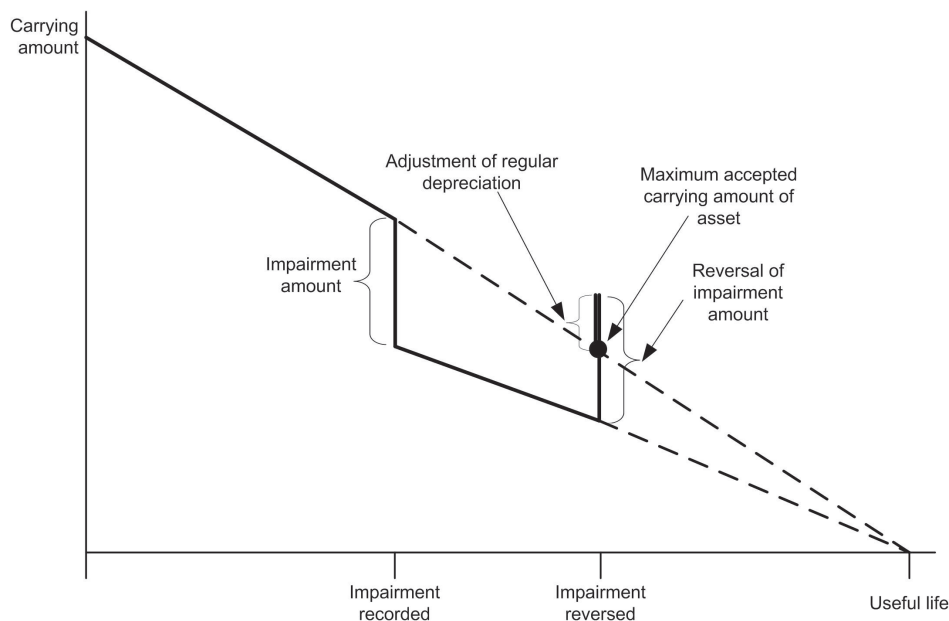 Carrying
amount
Adjustment of regular
depreciation
Maximum accepted
carrying amount of
asset
Impairment
amount
Reversal of
impairment
amount
Impairment
recorded
Impairment
reversed
Useful life